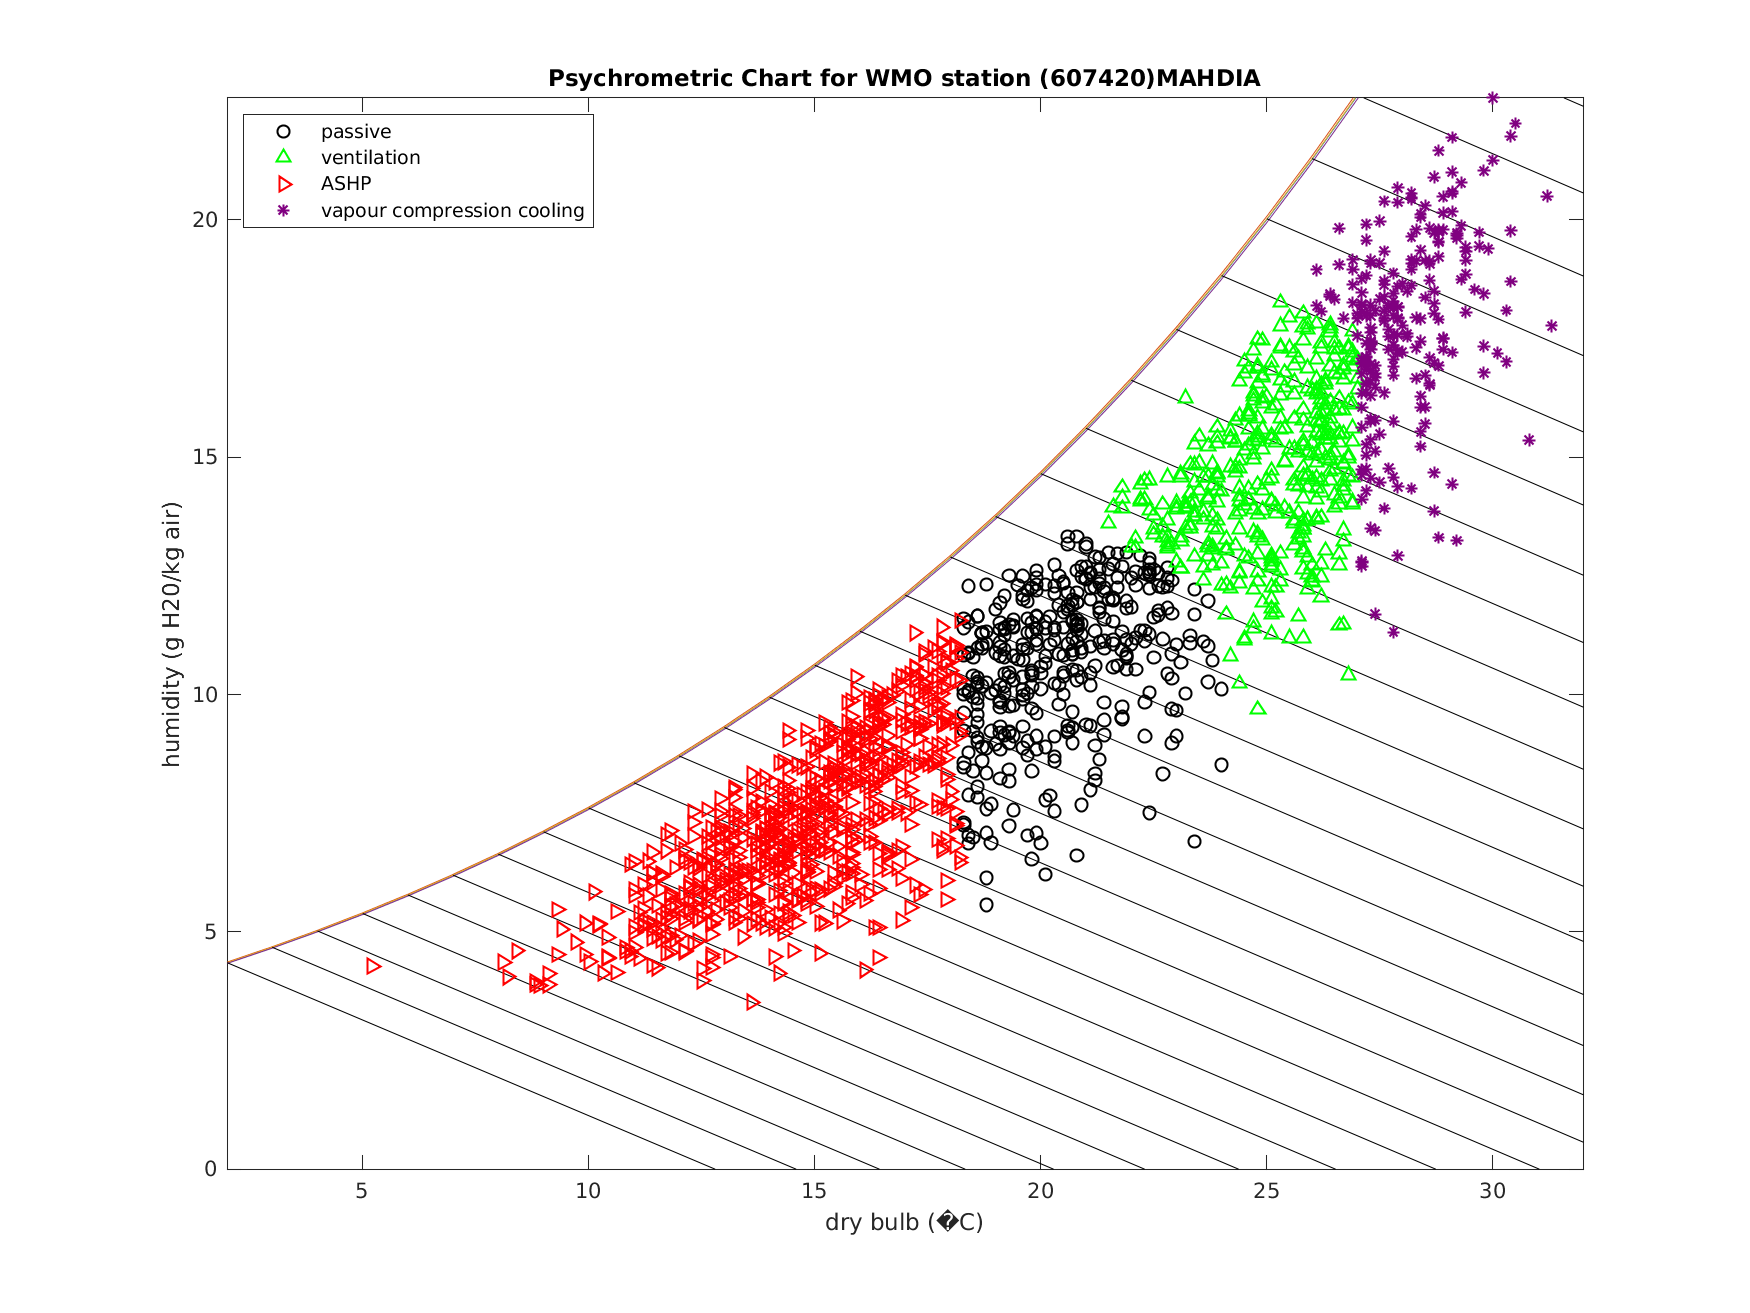 Psychrometric Chart for WMO station (607420)MAHDIA
passive
ventilation
ASHP
vapour compression cooling
humidity (g H20/kg air)
20
15
10
5
0
5 10 15 20 25 30
dry bulb (�C)